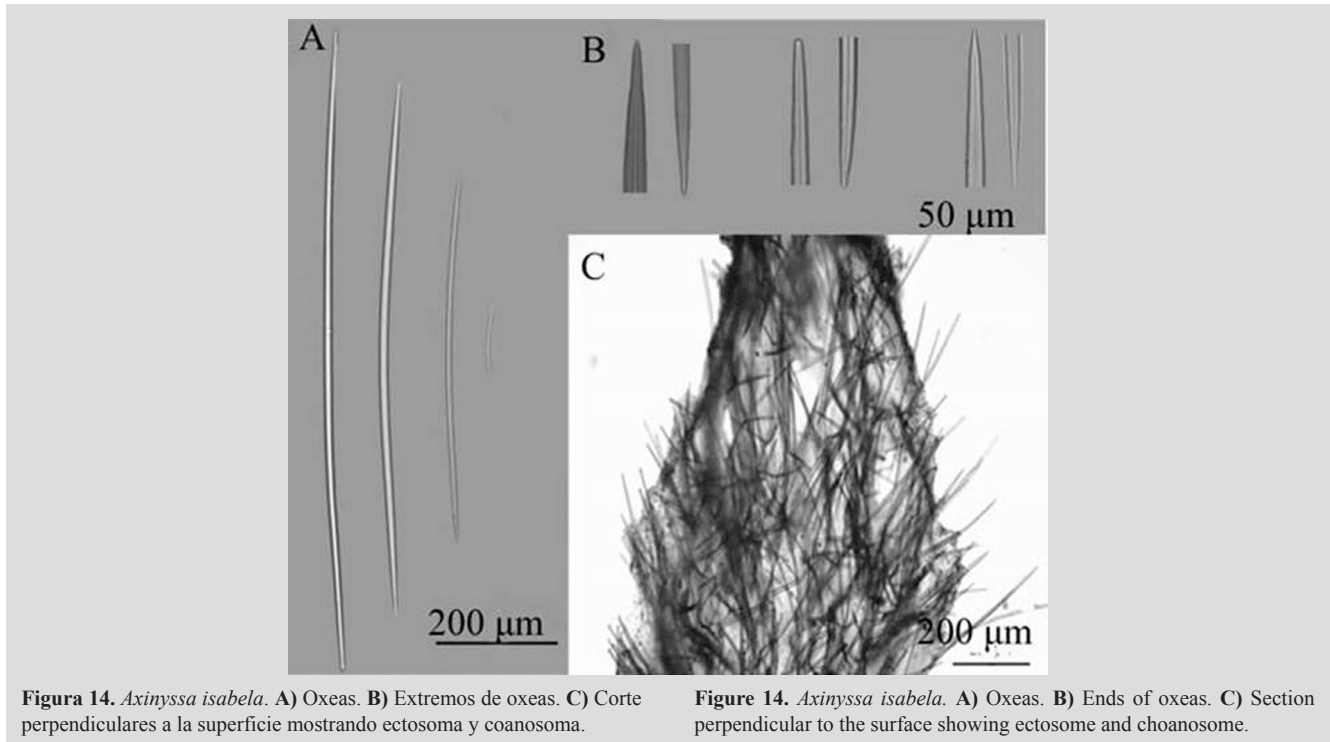 A
B
50 μm
C
200 μm
200 μm
Figura 14. Axinyssa isabela. A) Oxeas. B) Extremos de oxeas. C) Corte
perpendiculares a la superficie mostrando ectosoma y coanosoma.
Figure 14. Axinyssa isabela. A) Oxeas. B) Ends of oxeas. C) Section
perpendicular to the surface showing ectosome and choanosome.